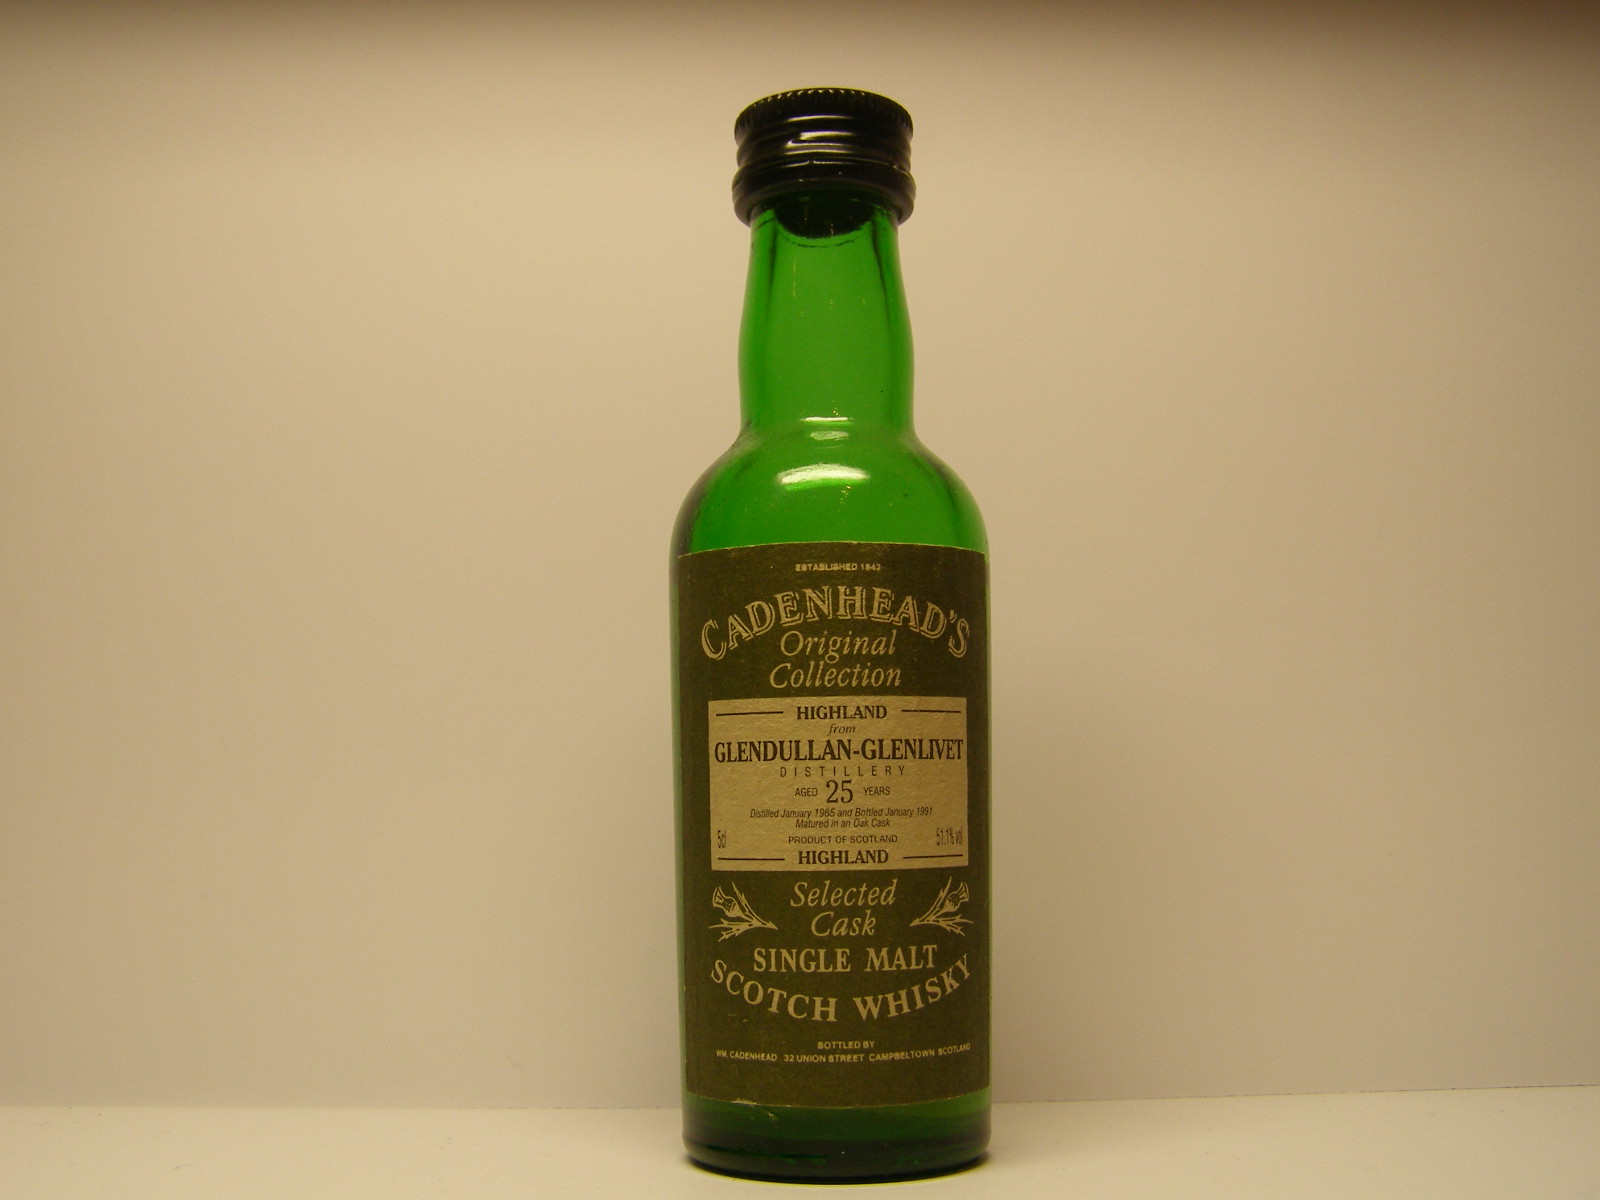 ESTABLISHED 1842
CADENHEAD'S
Original
Collection
HIGHLAND
from
GLENDULLAN-GLENLIVET
DISTILLERY
AGED 25 YEARS
Distilled January 1965 and Bottled January 1991
Matured in an Oak Cask
5cl PRODUCT OF SCOTLAND 51.1% vol
HIGHLAND
Selected
Cask
SINGLE MALT
SCOTCH WHISKY
BOTTLED BY
WM. CADENHEAD 32 UNION STREET CAMPBELTOWN SCOTLAND